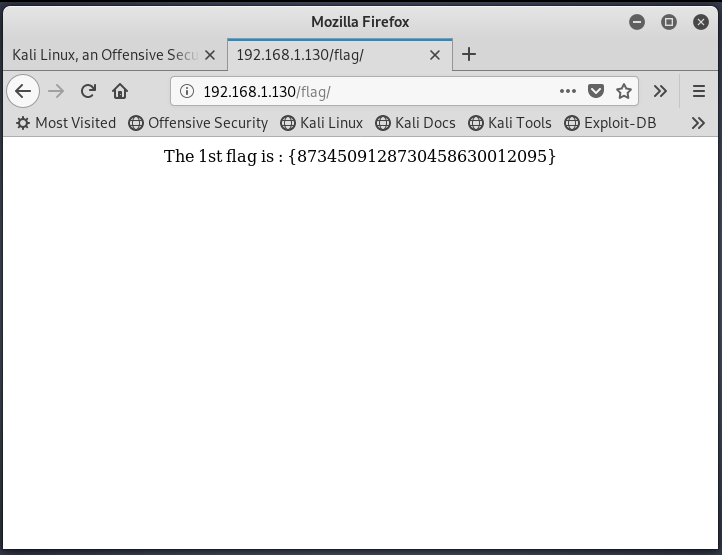 Mozilla Firefox
Kali Linux, an Offensive Secu
192.168.1.130/flag/
192.168.1.130/flag/
Most Visited Offensive Security Kali Linux Kali Docs Kali Tools Exploit-DB
The 1st flag is : {8734509128730458630012095}